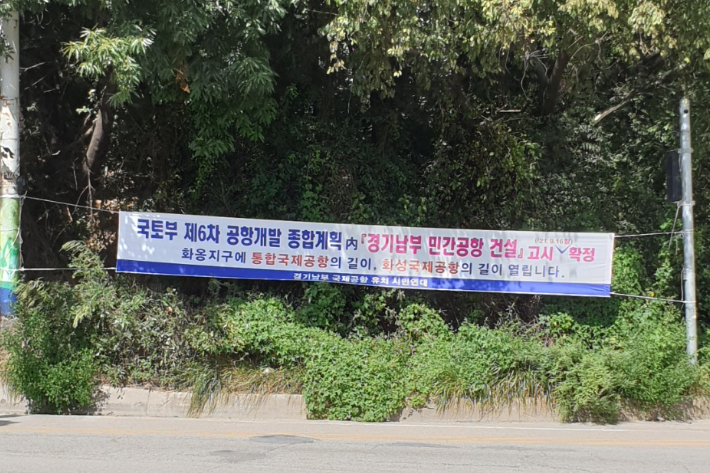 국토부 제6차 공항개발 종합계획 內『경기남부 민간공항 건설』고시 확정
화옹지구에 통합국제공항의 길이, 화성국제공항의 길이 열립니다.
경기남부 국제공항 유치 시민연대